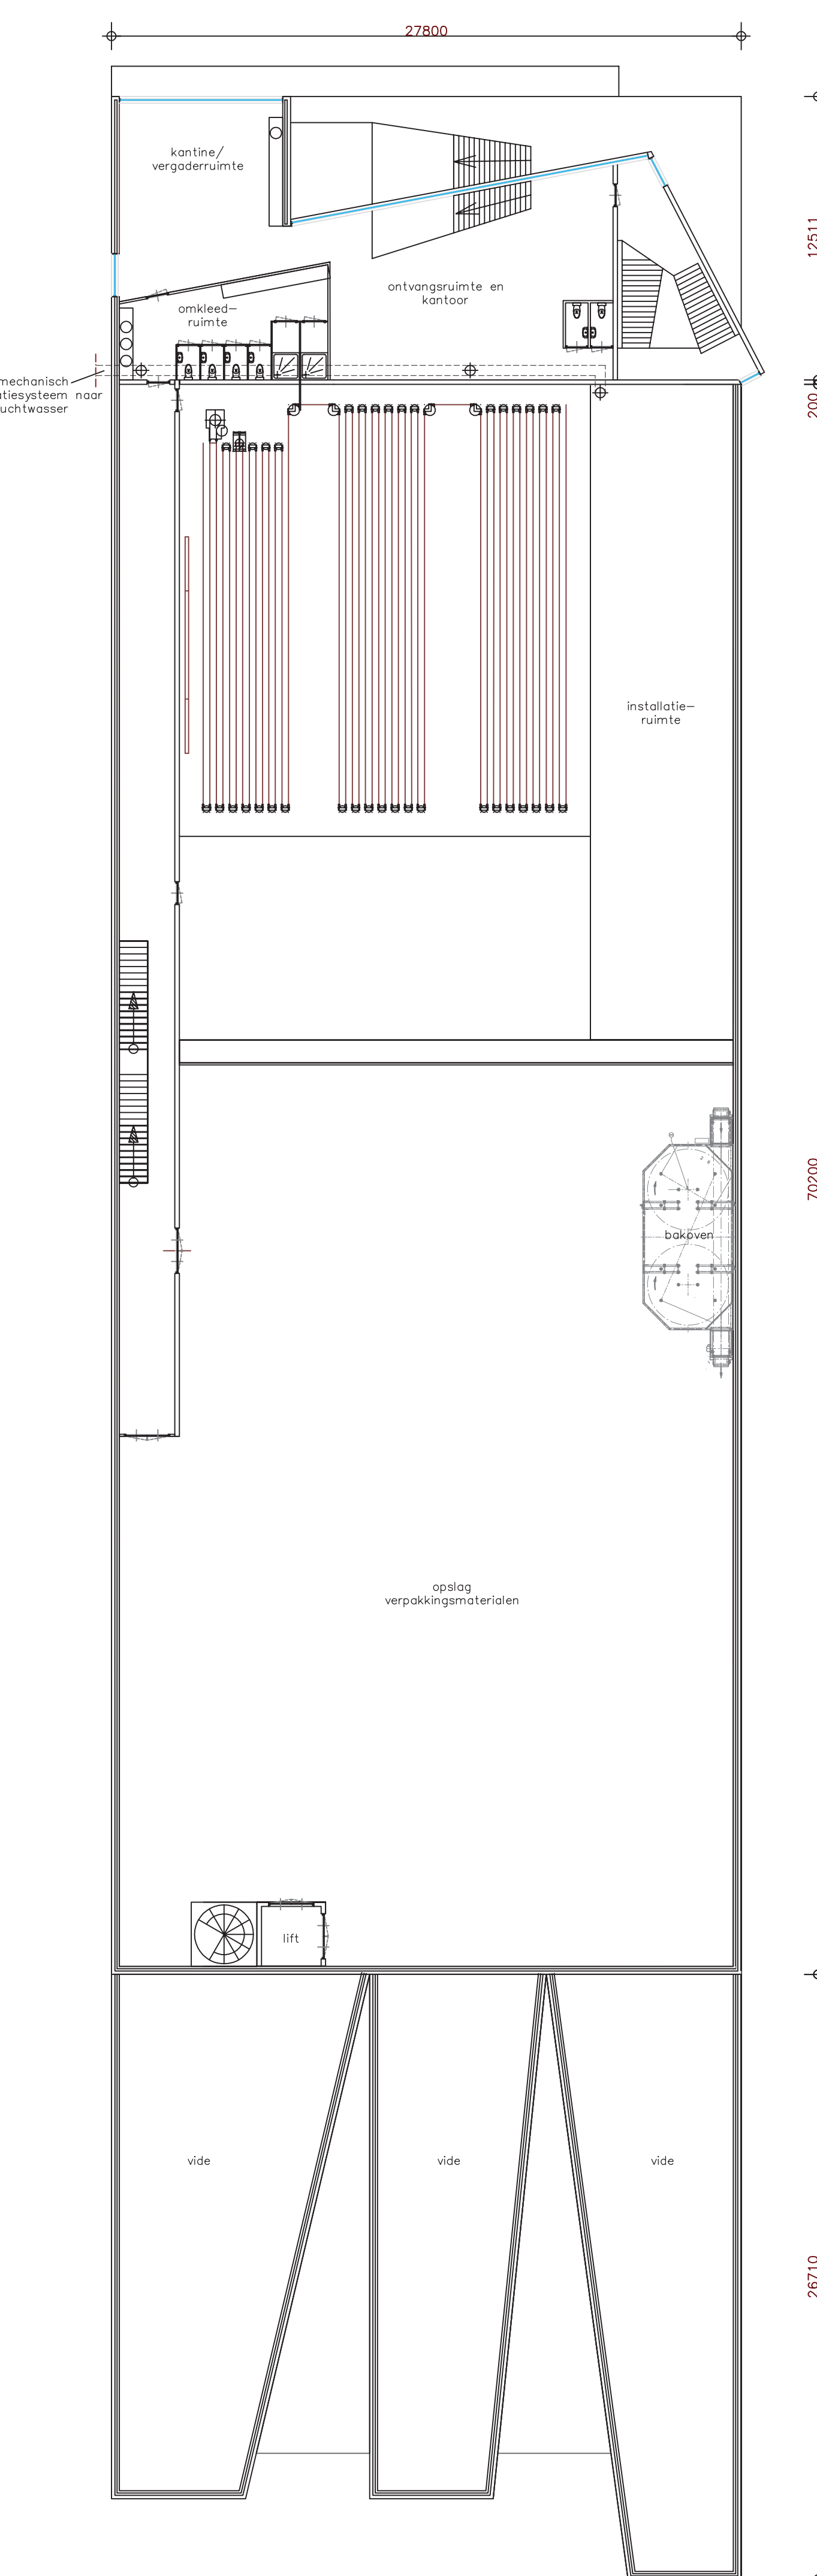 27800
kantine/
vergaderruimte
12511
ontvangsruimte en
kantoor
omkleed-
ruimte
mechanisch
atiesysteem naar
uchtwasser
200
installatie-
ruimte
70200
bakoven
opslag
verpakkingsmaterialen
lift
vide
vide
vide
26710